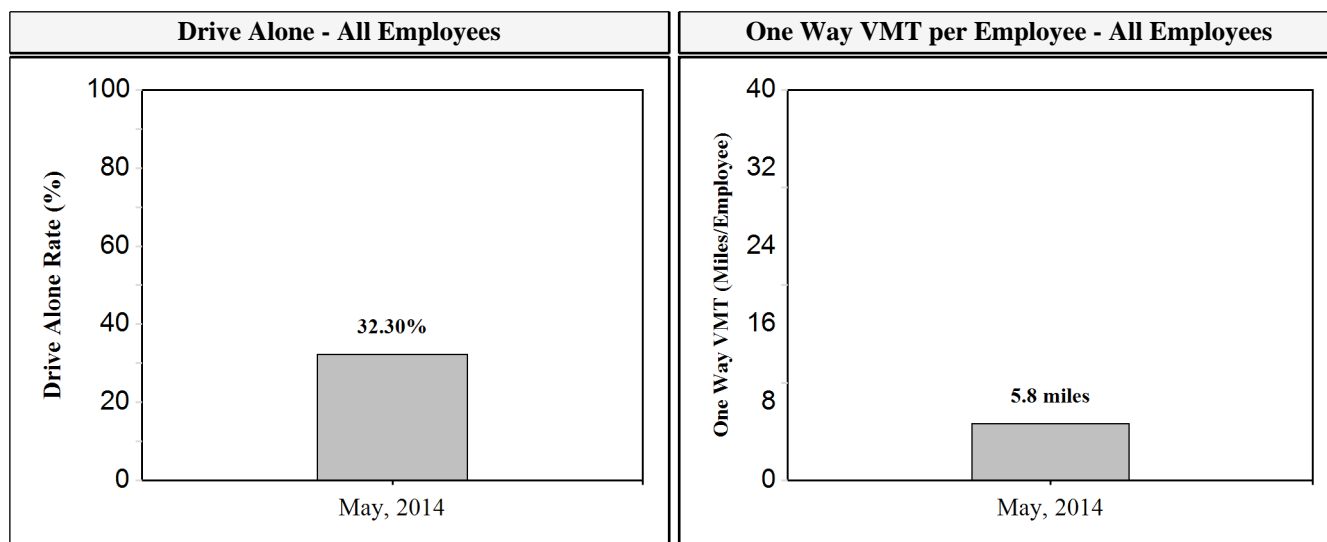 Drive Alone - All Employees
100
80
60
40
20
0
Drive Alone Rate (%)
32.30%
May, 2014
One Way VMT per Employee - All Employees
40
32
24
16
8
0
One Way VMT (Miles/Employee)
5.8 miles
May, 2014